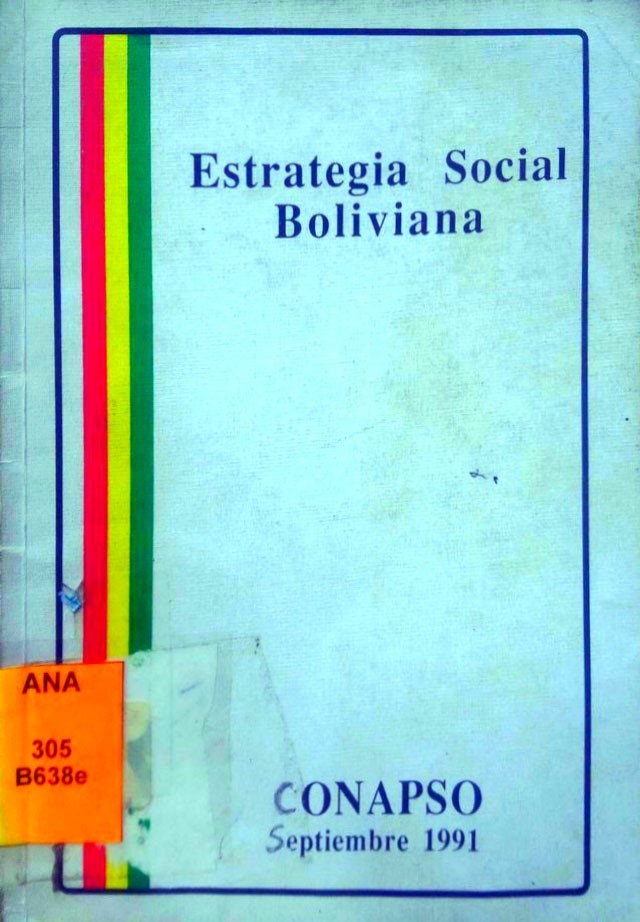 Estrategia Social
Boliviana
ANA
305
B638e
CONAPSO
Septiembre 1991